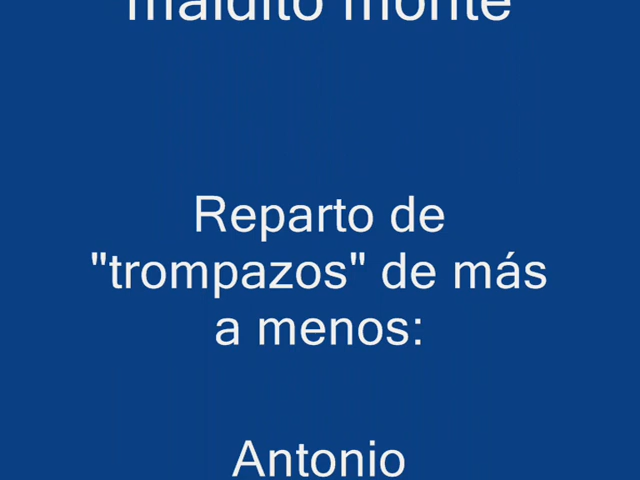 maldito monte
Reparto de
"trompazos" de más
a menos:
Antonio